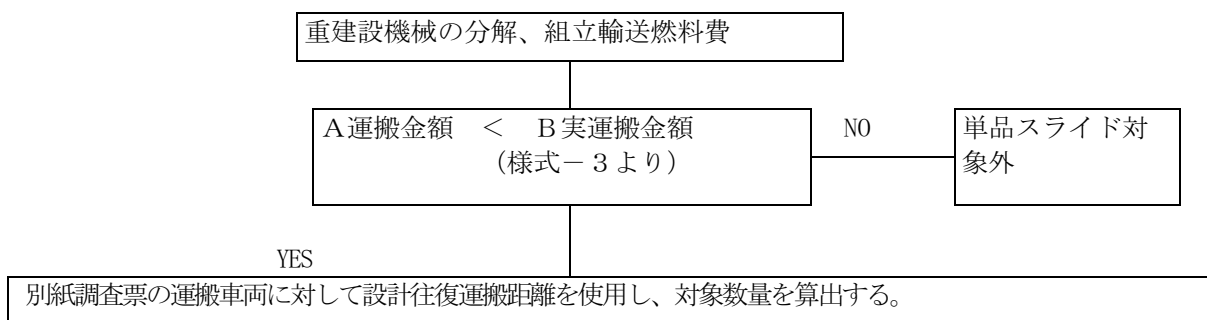 重建設機械の分解、組立輸送燃料費
A運搬金額 < B実運搬金額
(様式-3より)
NO
単品スライド対
象外
YES
別紙調査票の運搬車両に対して設計往復運搬距離を使用し、対象数量を算出する。